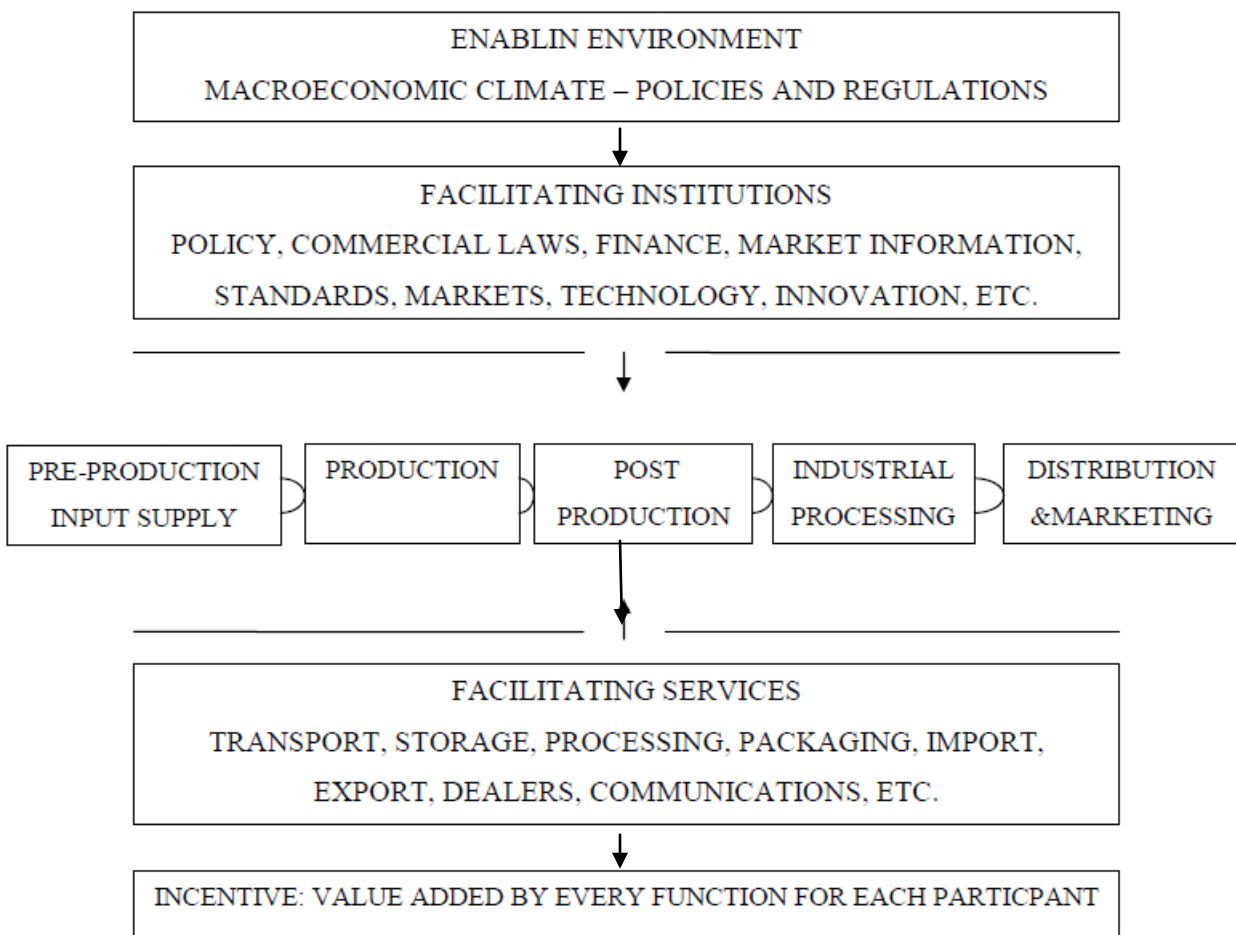 ENABLIN ENVIRONMENT
MACROECONOMIC CLIMATE – POLICIES AND REGULATIONS
FACILITATING INSTITUTIONS
POLICY, COMMERCIAL LAWS, FINANCE, MARKET INFORMATION,
STANDARDS, MARKETS, TECHNOLOGY, INNOVATION, ETC.
PRE-PRODUCTION
INPUT SUPPLY
PRODUCTION
POST
PRODUCTION
INDUSTRIAL
PROCESSING
DISTRIBUTION
&MARKETING
FACILITATING SERVICES
TRANSPORT, STORAGE, PROCESSING, PACKAGING, IMPORT,
EXPORT, DEALERS, COMMUNICATIONS, ETC.
INCENTIVE: VALUE ADDED BY EVERY FUNCTION FOR EACH PARTICPANT